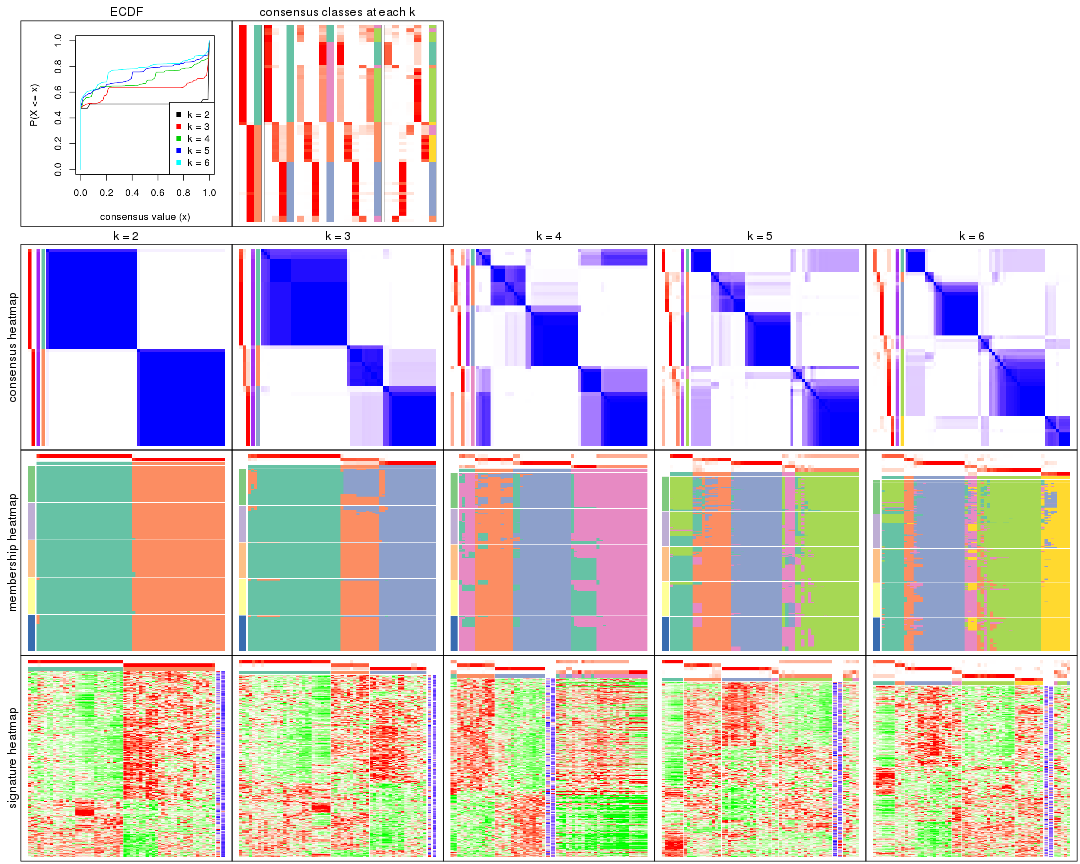 ECDF
consensus classes at each k
P(X <= x)
1.0
0.8
0.6
0.4
0.2
0.0
k = 2
k = 3
k = 4
k = 5
k = 6
0.0 0.2 0.4 0.6 0.8 1.0
consensus value (x)
k = 2
k = 3
k = 4
k = 5
k = 6
consensus heatmap
membership heatmap
signature heatmap